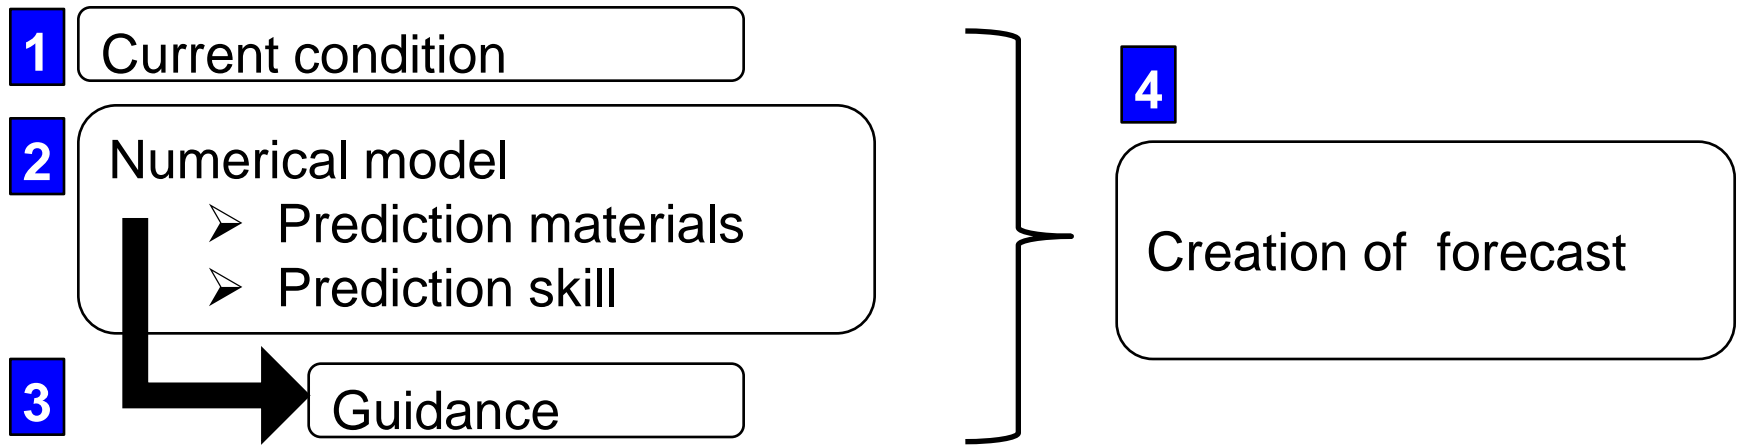 1 Current condition
2 Numerical model
➢ Prediction materials
➢ Prediction skill
3 Guidance
4
Creation of forecast